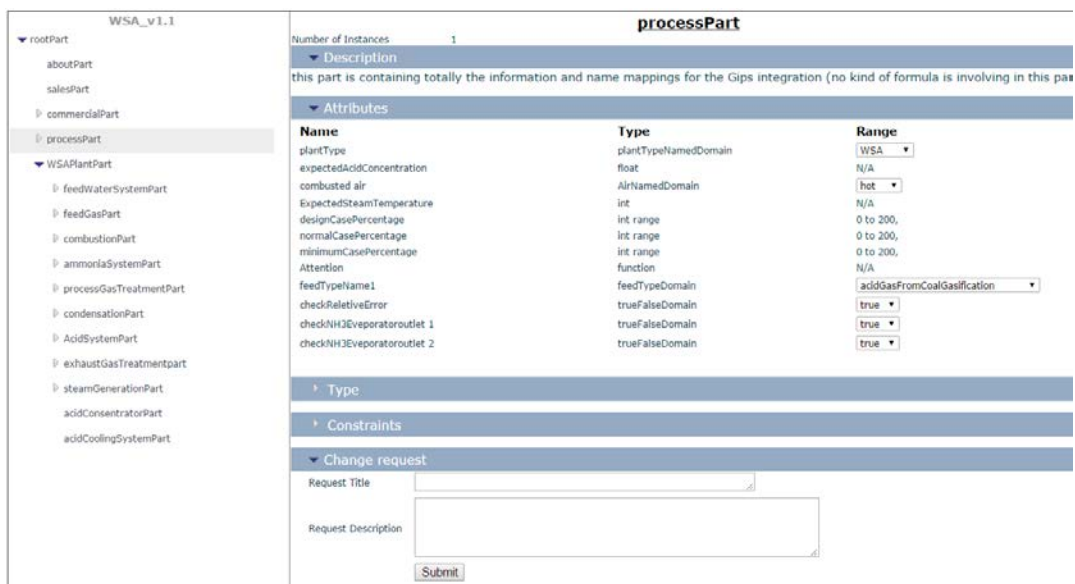 WSA_v1.1
rootPart
aboutPart
salesPart
commercialPart
processPart
WSAPlantPart
feedWaterSystemPart
feedGasPart
combustionPart
ammoniaSystemPart
processGasTreatmentPart
condensationPart
AcidSystemPart
exhaustGasTreatmentpart
steamGenerationPart
acidConsentratorPart
acidCoolingSystemPart
processPart
Number of Instances 1
Description
this part is containing totally the information and name mappings for the Gips integration (no kind of formula is involving in this par
Attributes
Name Type Range
plantType plantTypeNamedDomain WSA
expectedAcidConcentration float N/A
combusted air AirNamedDomain hot
ExpectedSteamTemperature int N/A
designCasePercentage int range 0 to 200,
normalCasePercentage int range 0 to 200,
minimumCasePercentage int range 0 to 200,
Attention function N/A
feedTypeName1 feedTypeDomain acidGasFromCoalGasification
checkReletiveError trueFalseDomain true
checkNH3Eveporatoroutlet 1 trueFalseDomain true
checkNH3Eveporatoroutlet 2 trueFalseDomain true
Type
Constraints
Change request
Request Title
Request Description
Submit